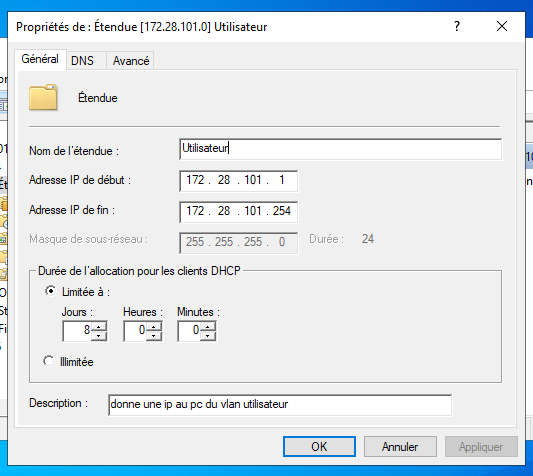 Propriétés de : Étendue [172.28.101.0] Utilisateur
Général DNS Avancé
Étendue
Nom de l'étendue : Utilisateur
Adresse IP de début : 172 . 28 . 101 . 1
Adresse IP de fin : 172 . 28 . 101 . 254
Masque de sous-réseau : 255 . 255 . 255 . 0 Durée : 24
Durée de l'allocation pour les clients DHCP
Limitée à :
Jours : Heures : Minutes :
8 0 0
Illimitée
Description : donne une ip au pc du vlan utilisateur
OK Annuler Appliquer